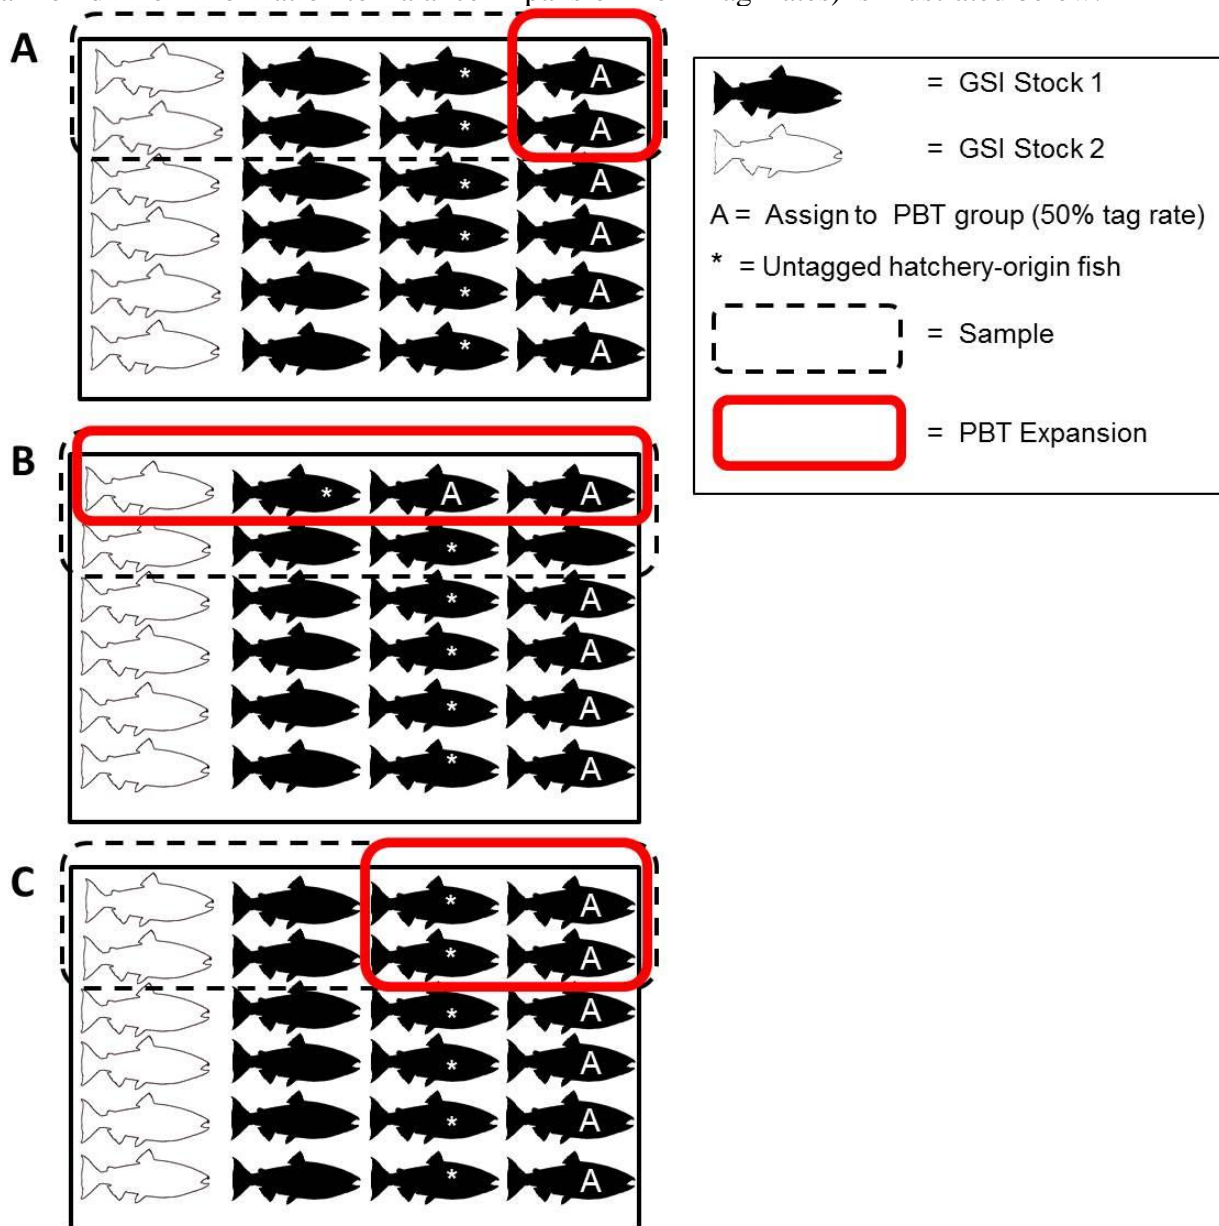 A
* A
* A
* A
* A
* A
* A
= GSI Stock 1
= GSI Stock 2
A = Assign to PBT group (50% tag rate)
* = Untagged hatchery-origin fish
= Sample
= PBT Expansion
B
* A A
*
* A
* A
* A
* A
C
* A
* A
* A
* A
* A
* A